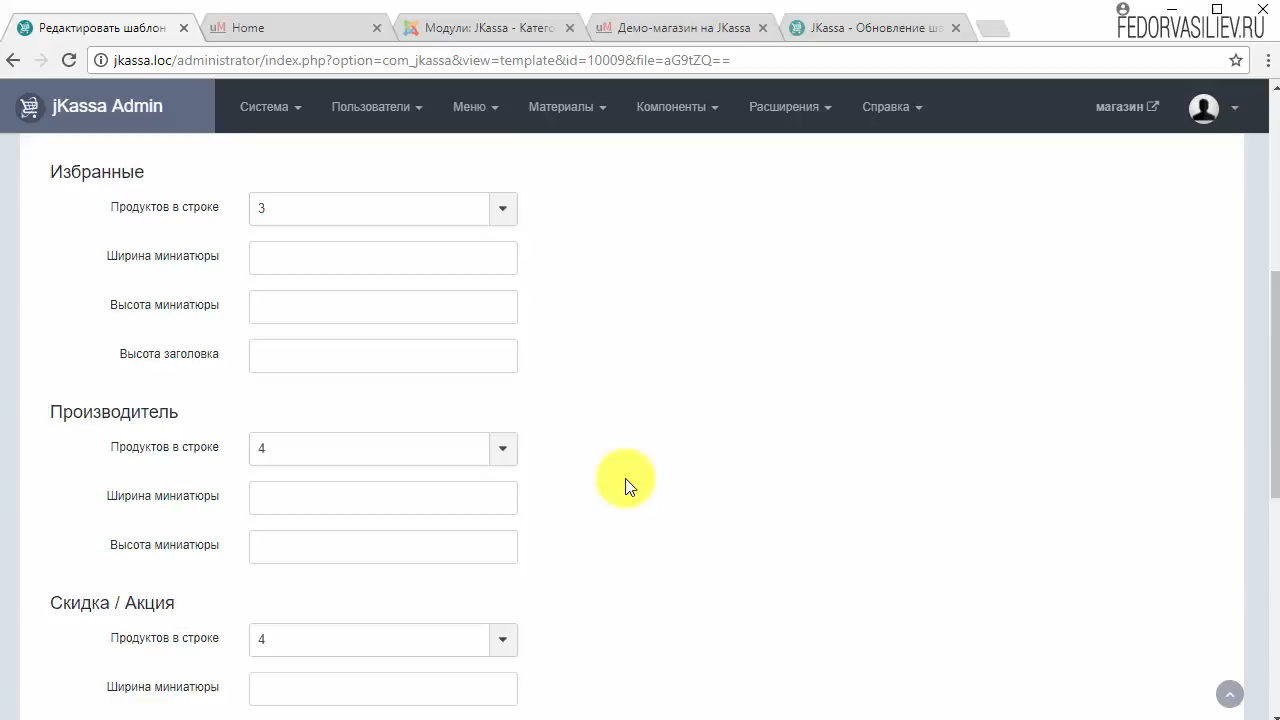 Редактировать шаблон
Home
Модули: JKassa - Катего
Демо-магазин на JKassa
JKassa - Обновление ша
FEDORVASILIEV.RU
jkassa.loc/administrator/index.php?option=com_jkassa&view=template&id=10009&file=aG9tZQ==
jKassa Admin
Система
Пользователи
Меню
Материалы
Компоненты
Расширения
Справка
магазин
Избранные
Продуктов в строке 3
Ширина миниатюры
Высота миниатюры
Высота заголовка
Производитель
Продуктов в строке 4
Ширина миниатюры
Высота миниатюры
Скидка / Акция
Продуктов в строке 4
Ширина миниатюры